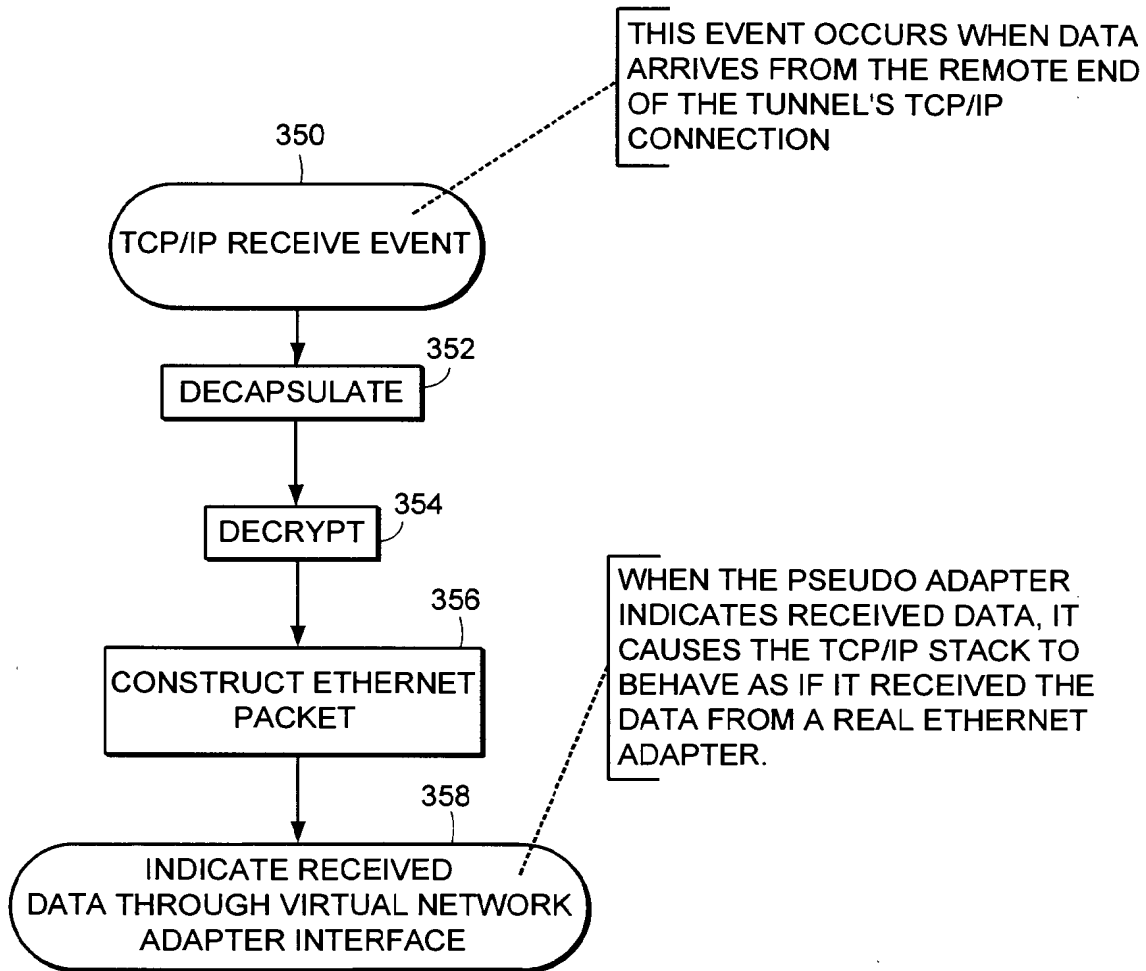 THIS EVENT OCCURS WHEN DATA
ARRIVES FROM THE REMOTE END
OF THE TUNNEL'S TCP/IP
CONNECTION
350
TCP/IP RECEIVE EVENT
352
DECAPSULATE
354
DECRYPT
356
CONSTRUCT ETHERNET
PACKET
WHEN THE PSEUDO ADAPTER
INDICATES RECEIVED DATA, IT
CAUSES THE TCP/IP STACK TO
BEHAVE AS IF IT RECEIVED THE
DATA FROM A REAL ETHERNET
ADAPTER.
358
INDICATE RECEIVED
DATA THROUGH VIRTUAL NETWORK
ADAPTER INTERFACE